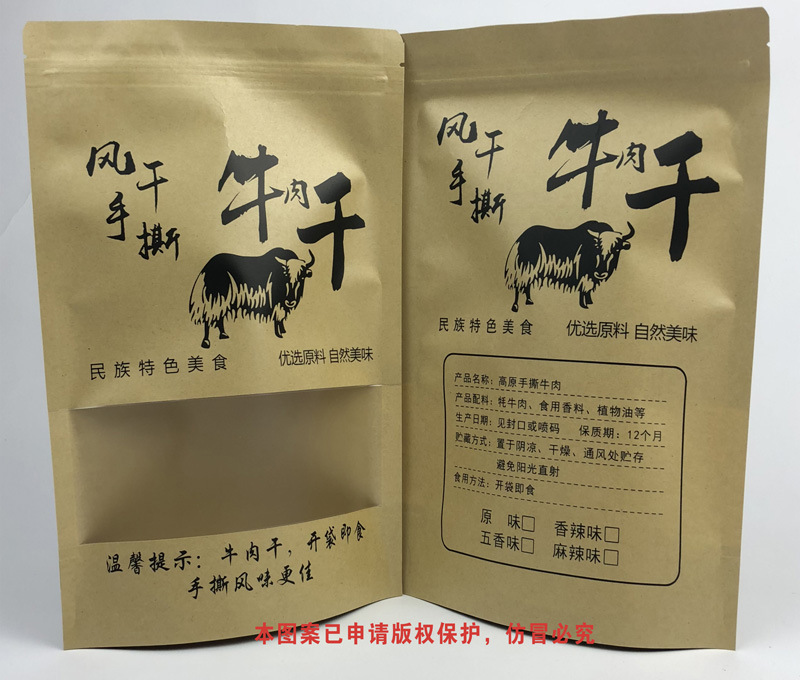 风干
手撕
牛肉干
民族特色美食
优选原料 自然美味
温馨提示：牛肉干，开袋即食
手撕风味更佳
风干
手撕
牛肉干
民族特色美食
优选原料 自然美味
产品名称：高原手撕牛肉
产品配料：牦牛肉、食用香料、植物油等
生产日期：见封口或喷码 保质期：12个月
贮藏方式：置于阴凉、干燥、通风处贮存
避免阳光直射
食用方法：开袋即食
原 味□ 香辣味□
五香味□ 麻辣味□
本图案已申请版权保护，仿冒必究